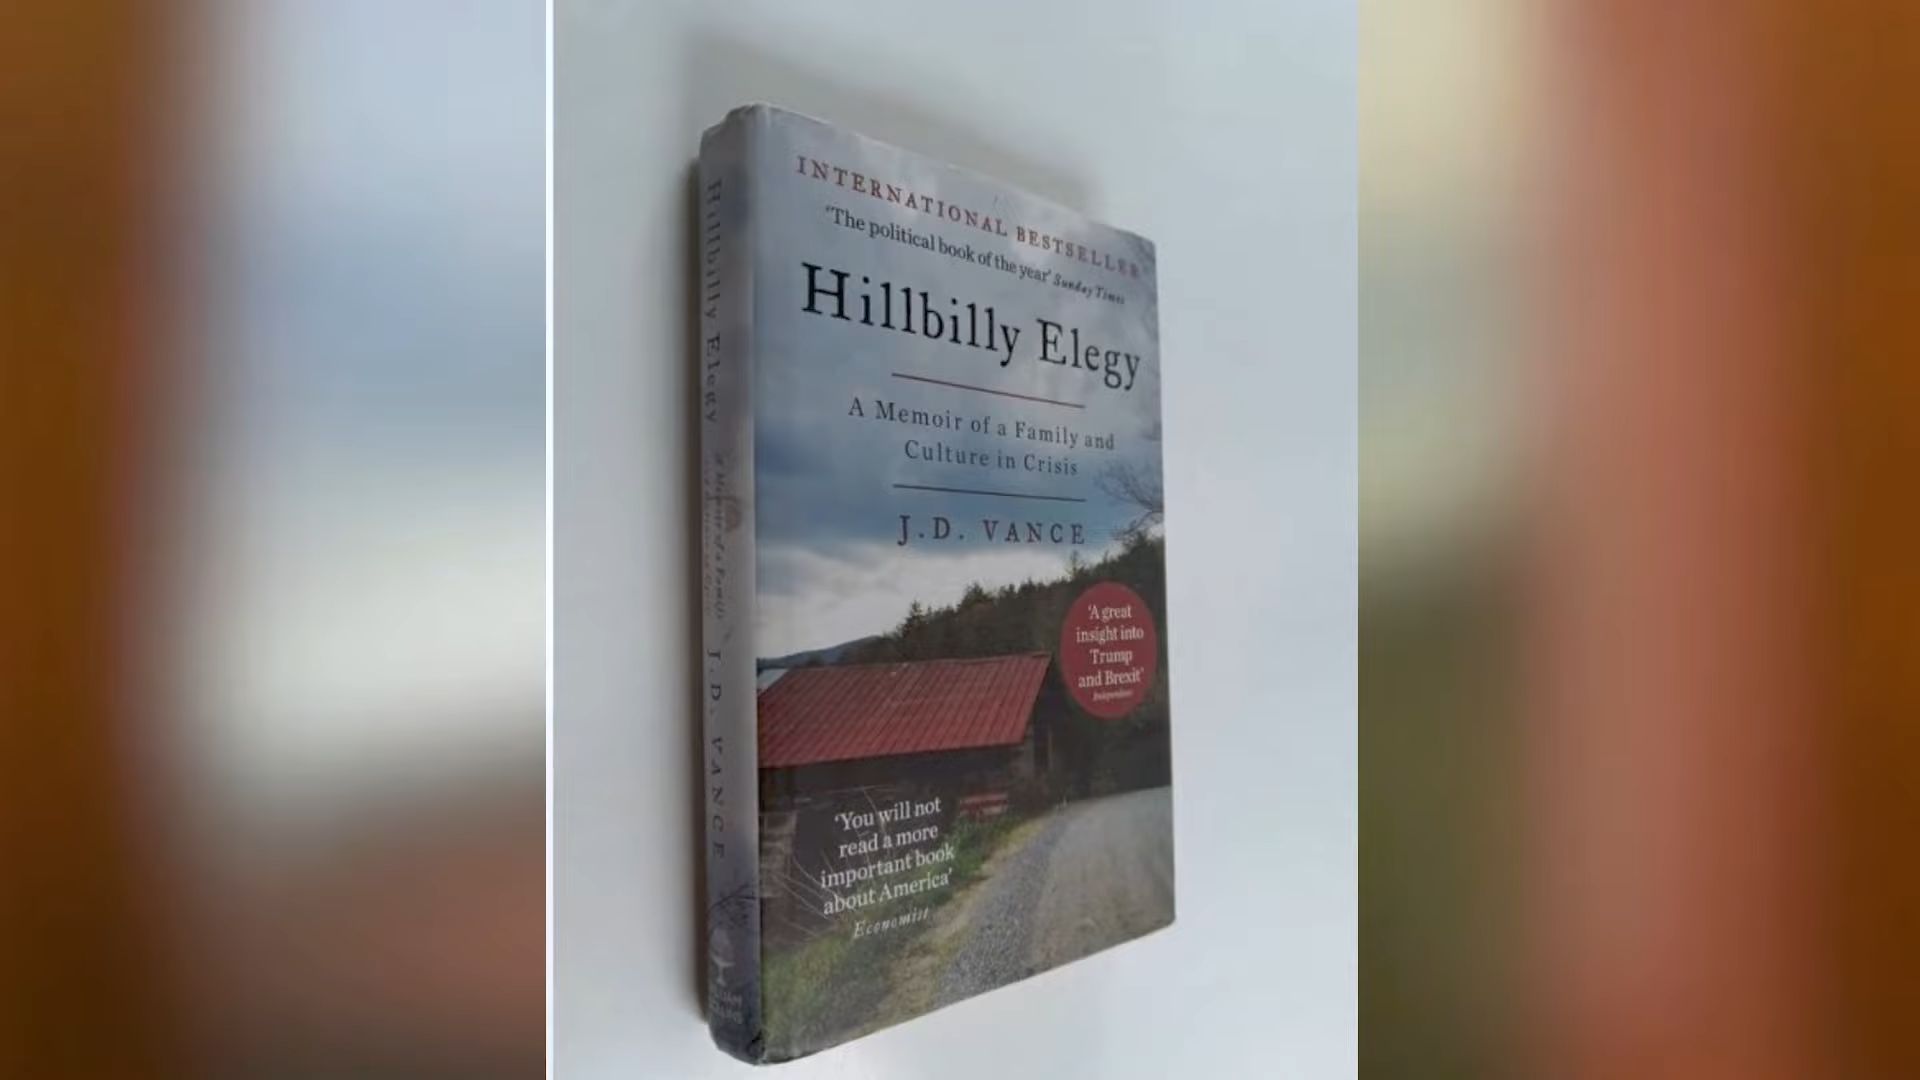 INTERNATIONAL BESTSELLER
‘The political book of the year’ Sunday Times
Hillbilly Elegy
A Memoir of a Family and
Culture in Crisis
J.D. VANCE
‘A great
insight into
Trump
and Brexit’
Independent
‘You will not
read a more
important book
about America’
Economist
Hillbilly Elegy
J.D. VANCE